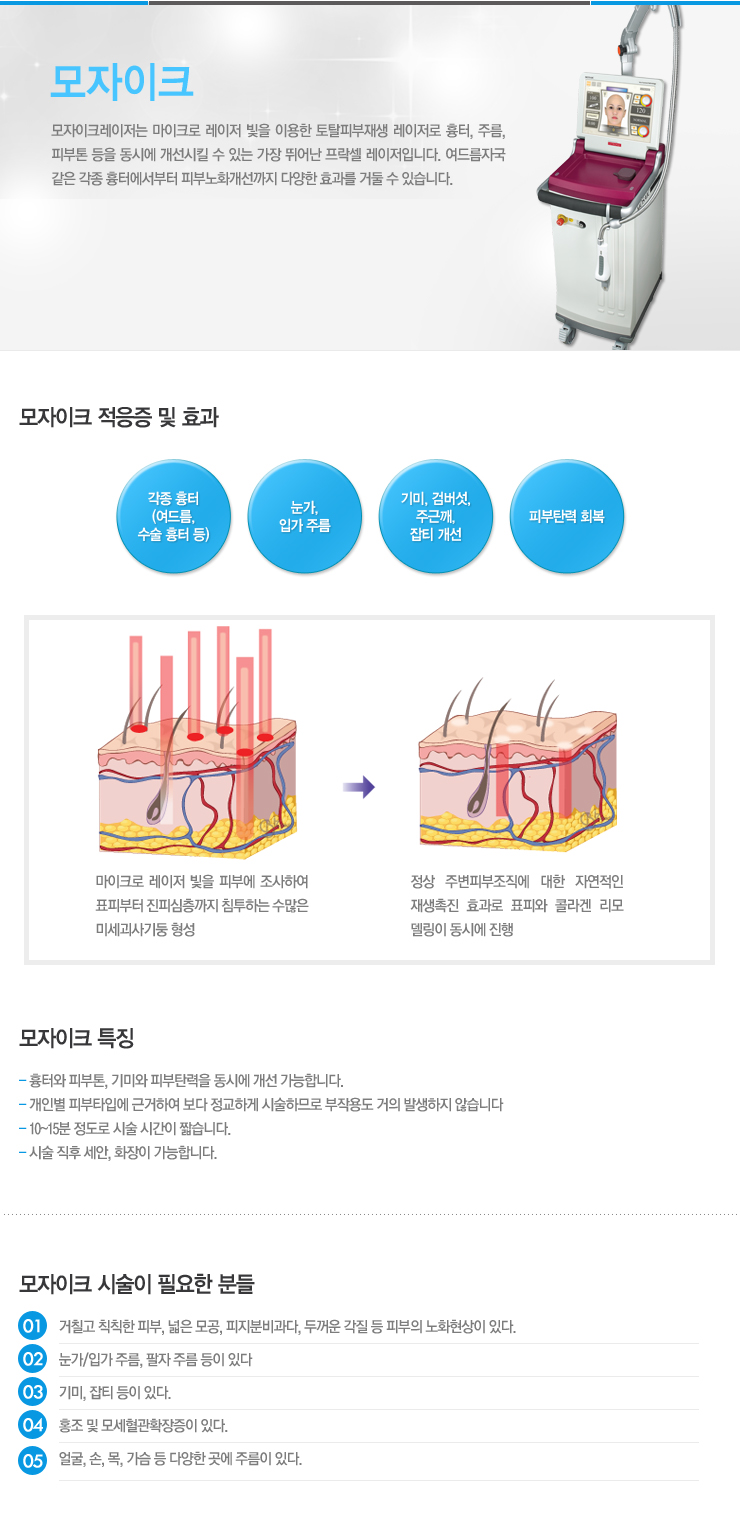 모자이크
모자이크레이저는 마이크로 레이저 빛을 이용한 토탈피부재생 레이저로 흉터, 주름,
피부톤 등을 동시에 개선시킬 수 있는 가장 뛰어난 프락셀 레이저입니다. 여드름자국
같은 각종 흉터에서부터 피부노화개선까지 다양한 효과를 거둘 수 있습니다.
모자이크 적응증 및 효과
각종 흉터
(여드름,
수술 흉터 등)
눈가,
입가 주름
기미, 검버섯,
주근깨,
잡티 개선
피부탄력 회복
마이크로 레이저 빛을 피부에 조사하여
표피부터 진피심층까지 침투하는 수많은
미세괴사기둥 형성
정상 주변피부조직에 대한 자연적인
재생촉진 효과로 표피와 콜라겐 리모
델링이 동시에 진행
모자이크 특징
- 흉터와 피부톤, 기미와 피부탄력을 동시에 개선 가능합니다.
- 개인별 피부타입에 근거하여 보다 정교하게 시술하므로 부작용도 거의 발생하지 않습니다
- 10~15분 정도로 시술 시간이 짧습니다.
- 시술 직후 세안, 화장이 가능합니다.
모자이크 시술이 필요한 분들
01 거칠고 칙칙한 피부, 넓은 모공, 피지분비과다, 두꺼운 각질 등 피부의 노화현상이 있다.
02 눈가/입가 주름, 팔자 주름 등이 있다
03 기미, 잡티 등이 있다.
04 홍조 및 모세혈관확장증이 있다.
05 얼굴, 손, 목, 가슴 등 다양한 곳에 주름이 있다.